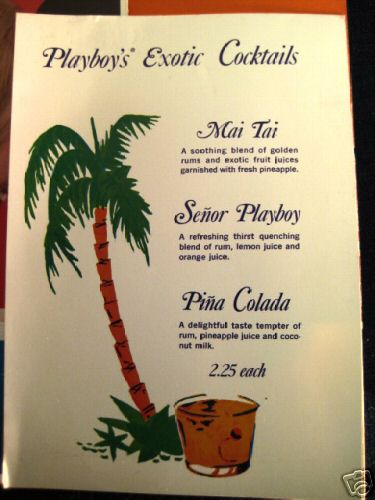 Playboy's® Exotic Cocktails
Mai Tai
A soothing blend of golden
rums and exotic fruit juices
garnished with fresh pineapple.
Señor Playboy
A refreshing thirst quenching
blend of rum, lemon juice and
orange juice.
Piña Colada
A delightful taste tempter of
rum, pineapple juice and coco-
nut milk.
2.25 each